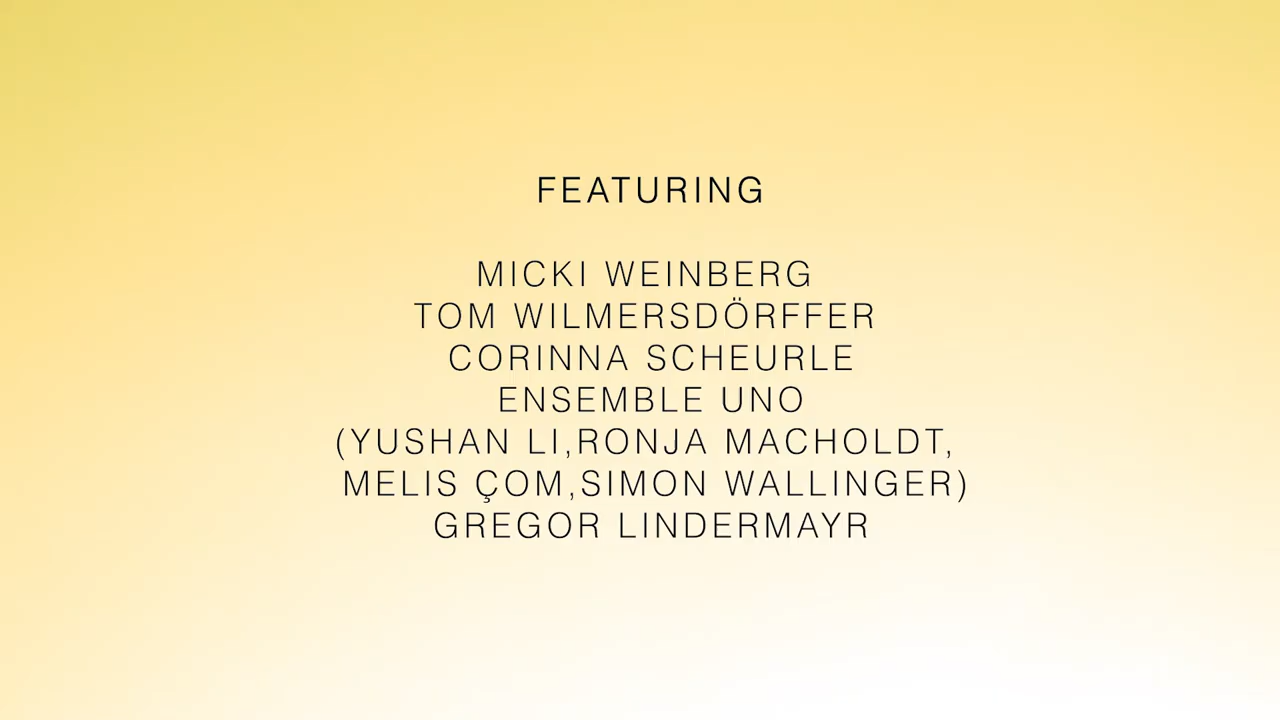 FEATURING
MICKI WEINBERG
TOM WILMERSDÖRFFER
CORINNA SCHEURLE
ENSEMBLE UNO
(YUSHAN LI,RONJA MACHOLDT,
MELIS ÇOM,SIMON WALLINGER)
GREGOR LINDERMAYR